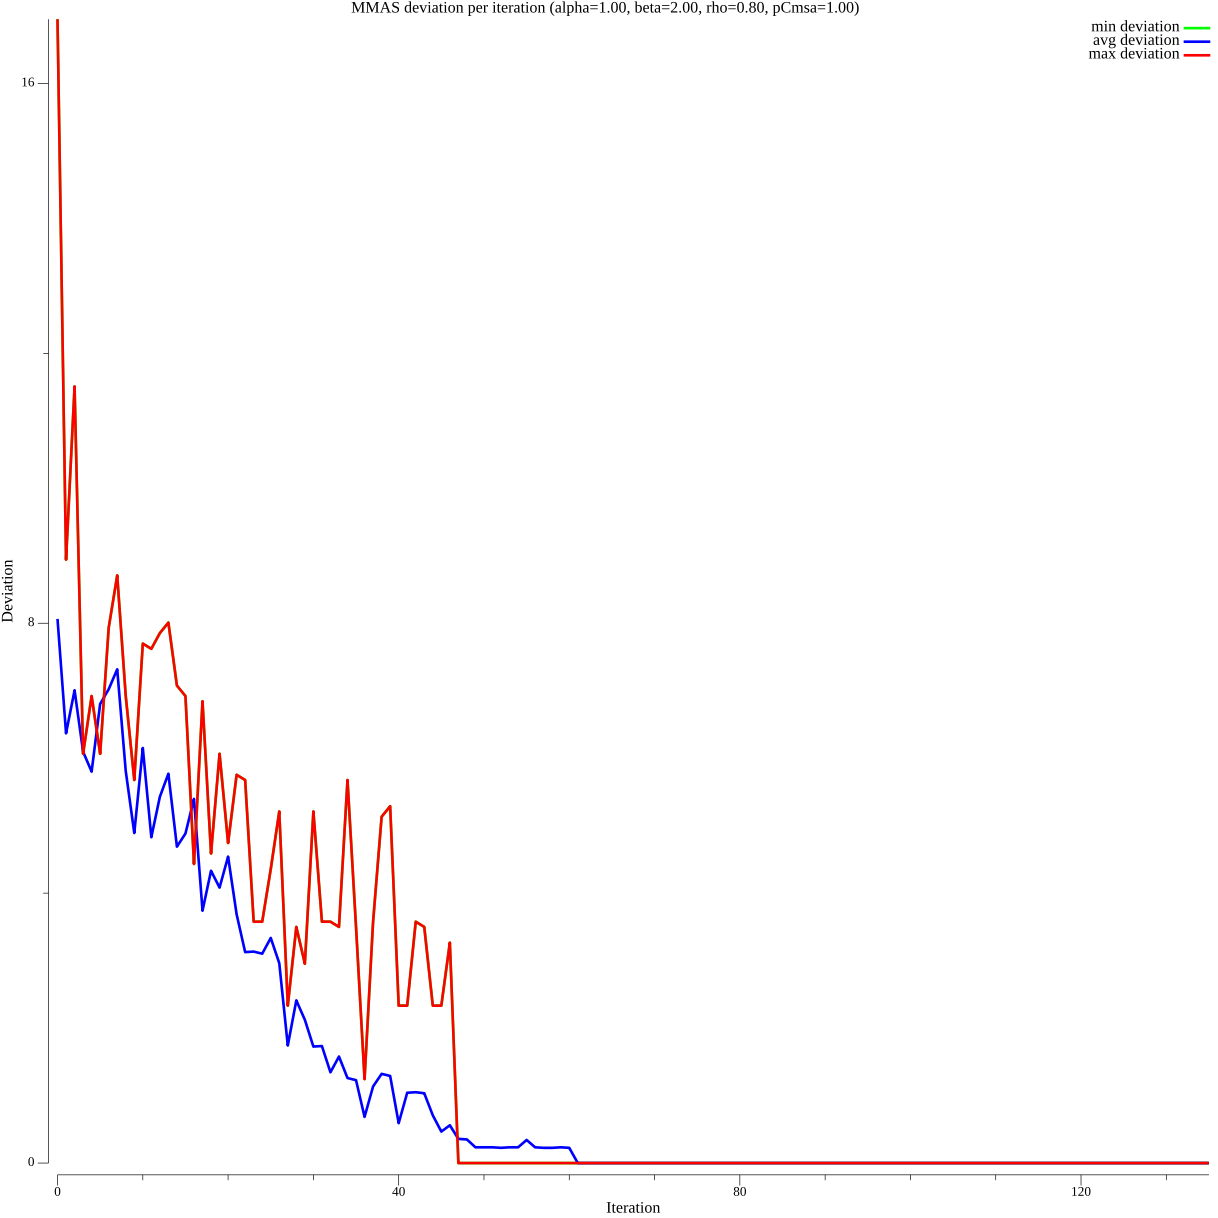 MMAS deviation per iteration (alpha=1.00, beta=2.00, rho=0.80, pCmsa=1.00)
min deviation
avg deviation
max deviation
16
8
0
Deviation
0 40 80 120
Iteration